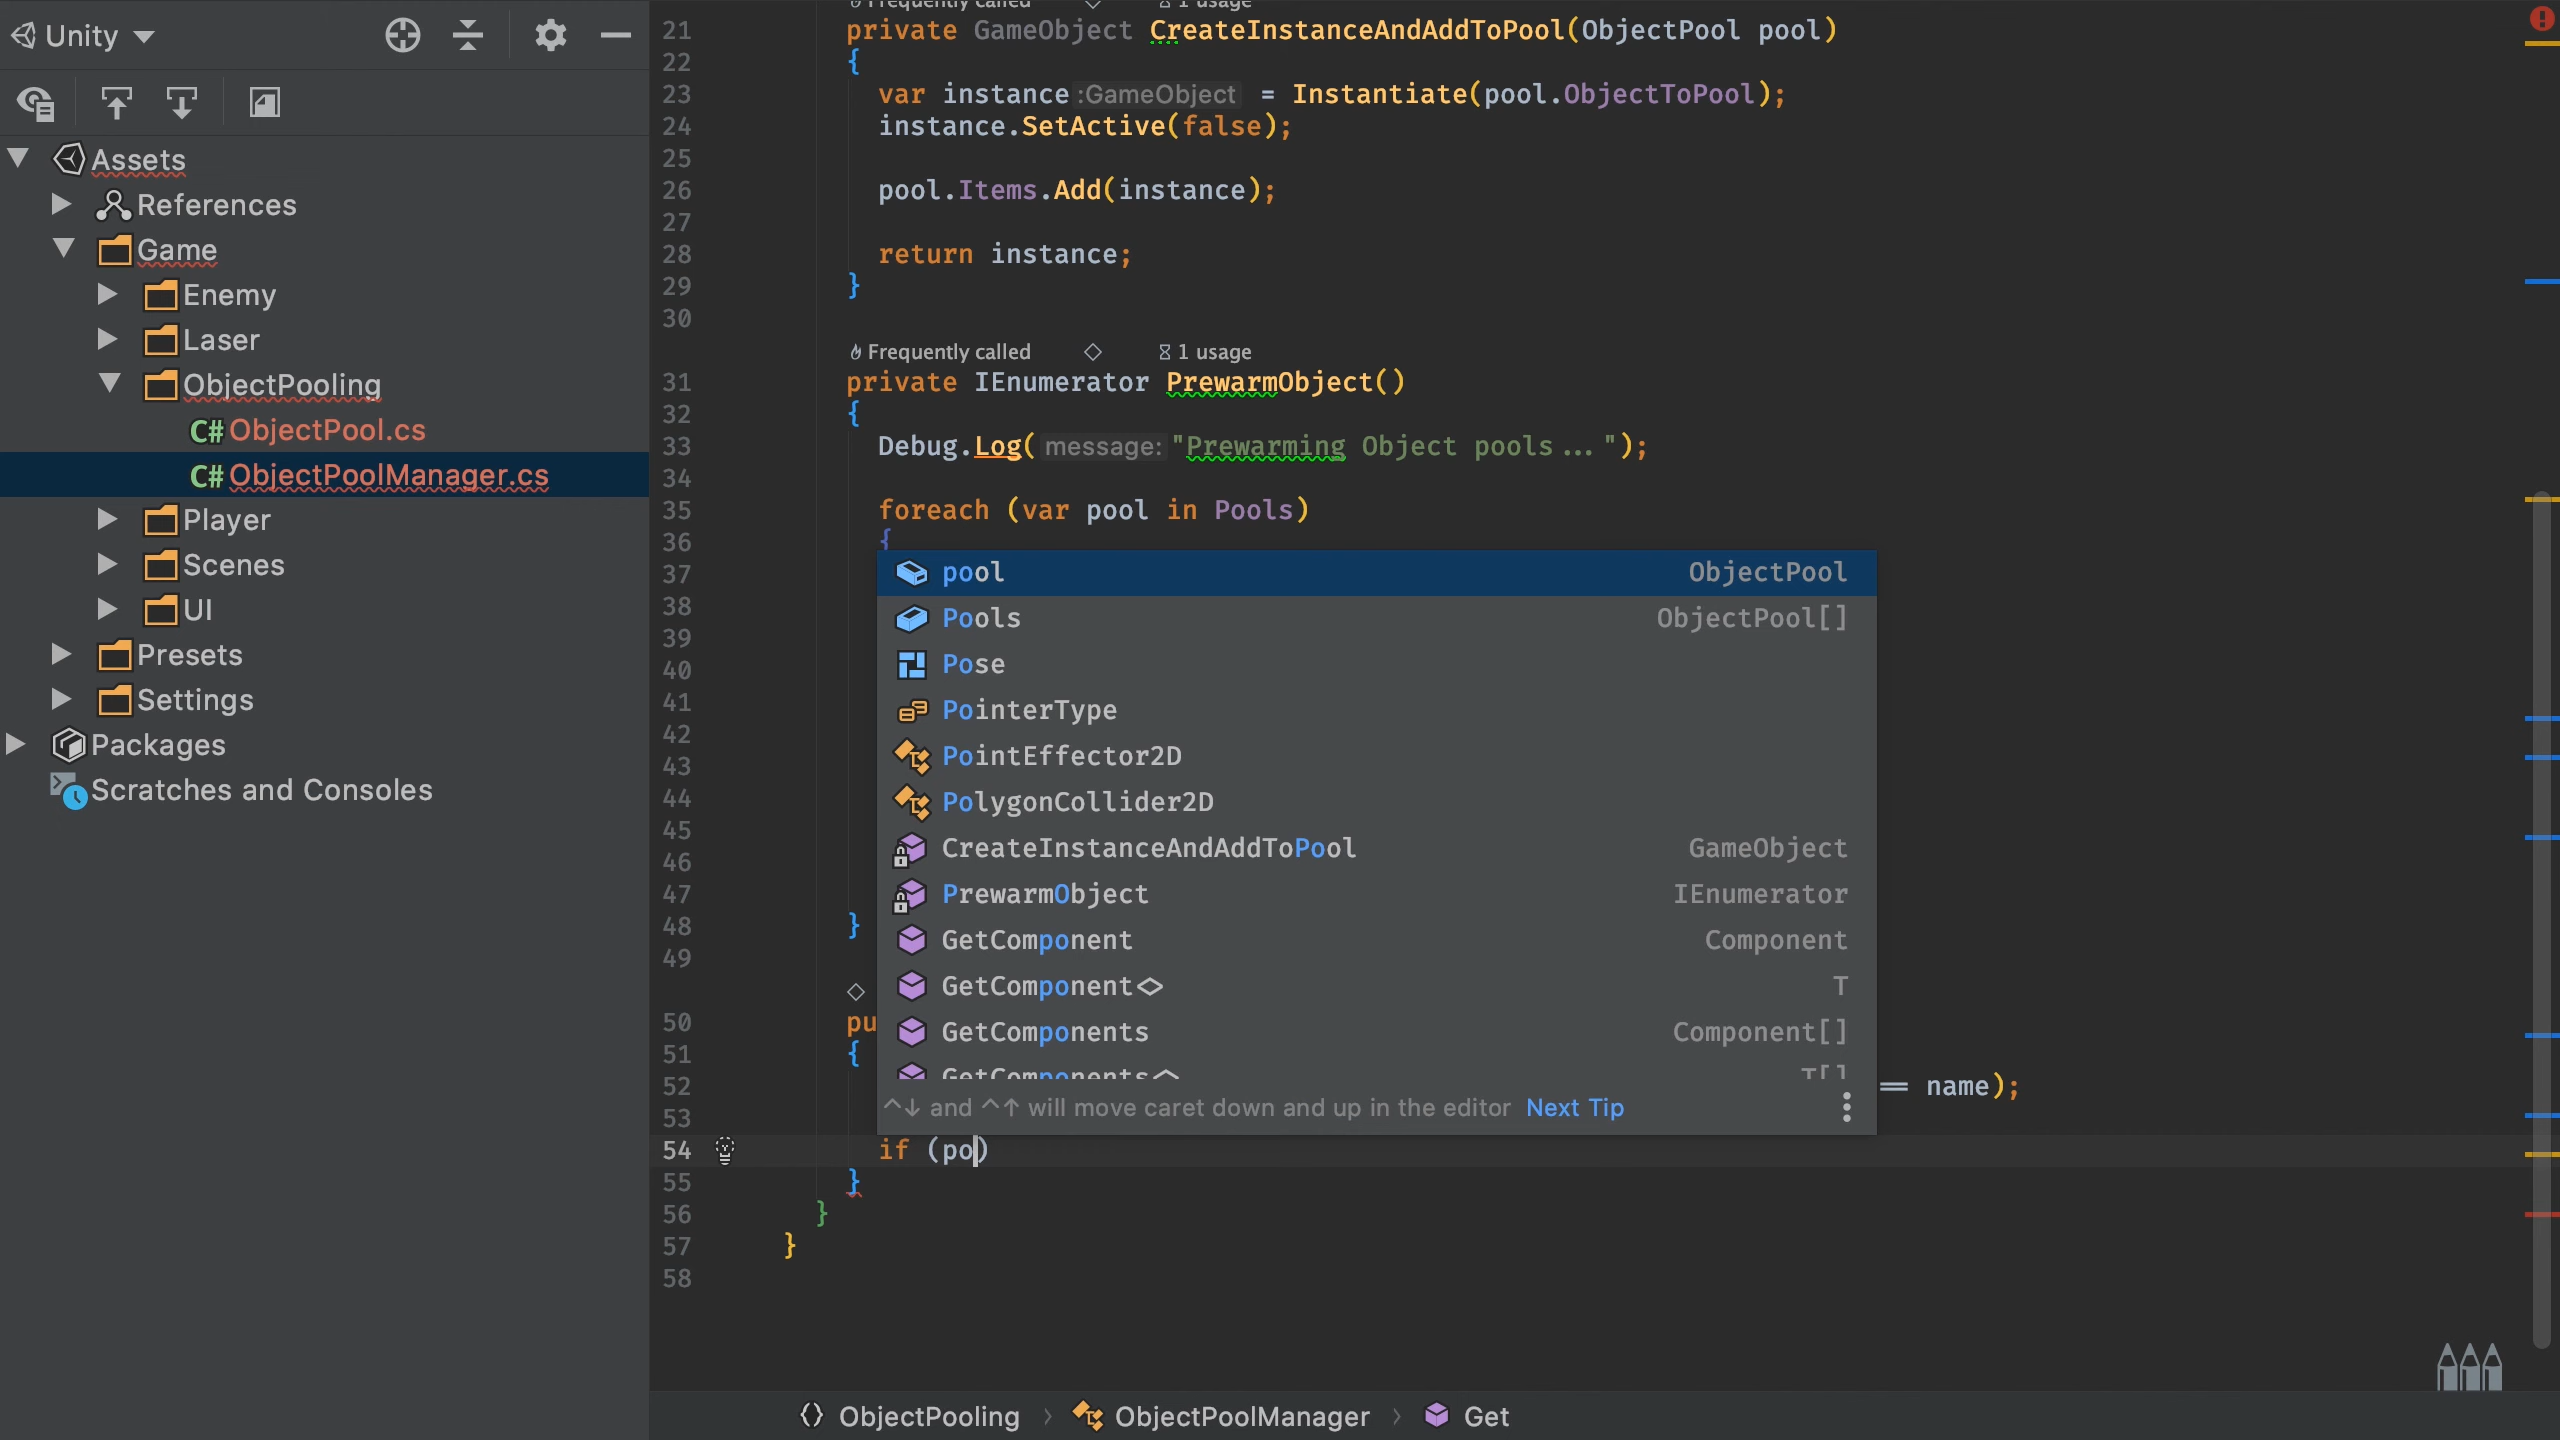 Unity
Assets
References
Game
Enemy
Laser
ObjectPooling
C# ObjectPool.cs
C# ObjectPoolManager.cs
Player
Scenes
UI
Presets
Settings
Packages
Scratches and Consoles
Frequently called 1 usage
21 private GameObject CreateInstanceAndAddToPool(ObjectPool pool)
22 {
23 var instance :GameObject = Instantiate(pool.ObjectToPool);
24 instance.SetActive(false);
25
26 pool.Items.Add(instance);
27
28 return instance;
29 }
30
Frequently called 1 usage
31 private IEnumerator PrewarmObject()
32 {
33 Debug.Log( message: "Prewarming Object pools...");
34
35 foreach (var pool in Pools)
36 {
37
38
39
40
41
42
43
44
45
46
47
48 }
49
50 pu
51 {
52 == name);
53
54 if (po)
55 }
56 }
57 }
58
pool ObjectPool
Pools ObjectPool[]
Pose
PointerType
PointEffector2D
PolygonCollider2D
CreateInstanceAndAddToPool GameObject
PrewarmObject IEnumerator
GetComponent Component
GetComponent<> T
GetComponents Component[]
GetComponents<> T[]
^↓ and ^↑ will move caret down and up in the editor Next Tip
{} ObjectPooling › ObjectPoolManager › Get